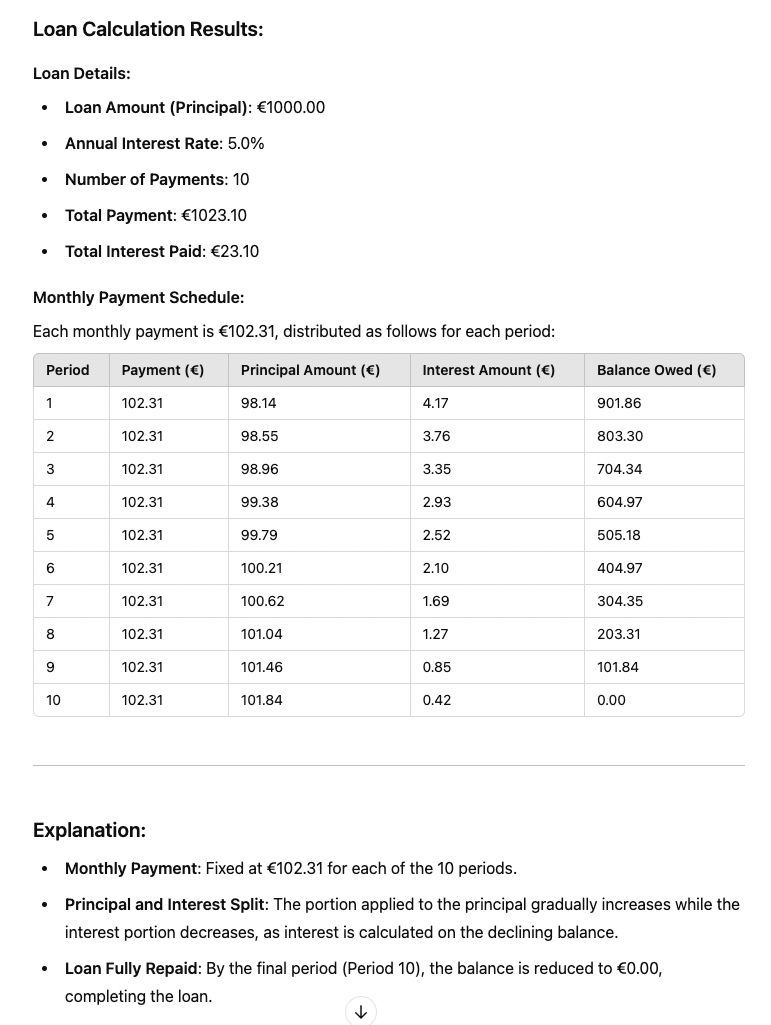 Loan Calculation Results:
Loan Details:
• Loan Amount (Principal): €1000.00
• Annual Interest Rate: 5.0%
• Number of Payments: 10
• Total Payment: €1023.10
• Total Interest Paid: €23.10
Monthly Payment Schedule:
Each monthly payment is €102.31, distributed as follows for each period:
Period Payment (€) Principal Amount (€) Interest Amount (€) Balance Owed (€)
1 102.31 98.14 4.17 901.86
2 102.31 98.55 3.76 803.30
3 102.31 98.96 3.35 704.34
4 102.31 99.38 2.93 604.97
5 102.31 99.79 2.52 505.18
6 102.31 100.21 2.10 404.97
7 102.31 100.62 1.69 304.35
8 102.31 101.04 1.27 203.31
9 102.31 101.46 0.85 101.84
10 102.31 101.84 0.42 0.00
Explanation:
• Monthly Payment: Fixed at €102.31 for each of the 10 periods.
• Principal and Interest Split: The portion applied to the principal gradually increases while the
interest portion decreases, as interest is calculated on the declining balance.
• Loan Fully Repaid: By the final period (Period 10), the balance is reduced to €0.00,
completing the loan.